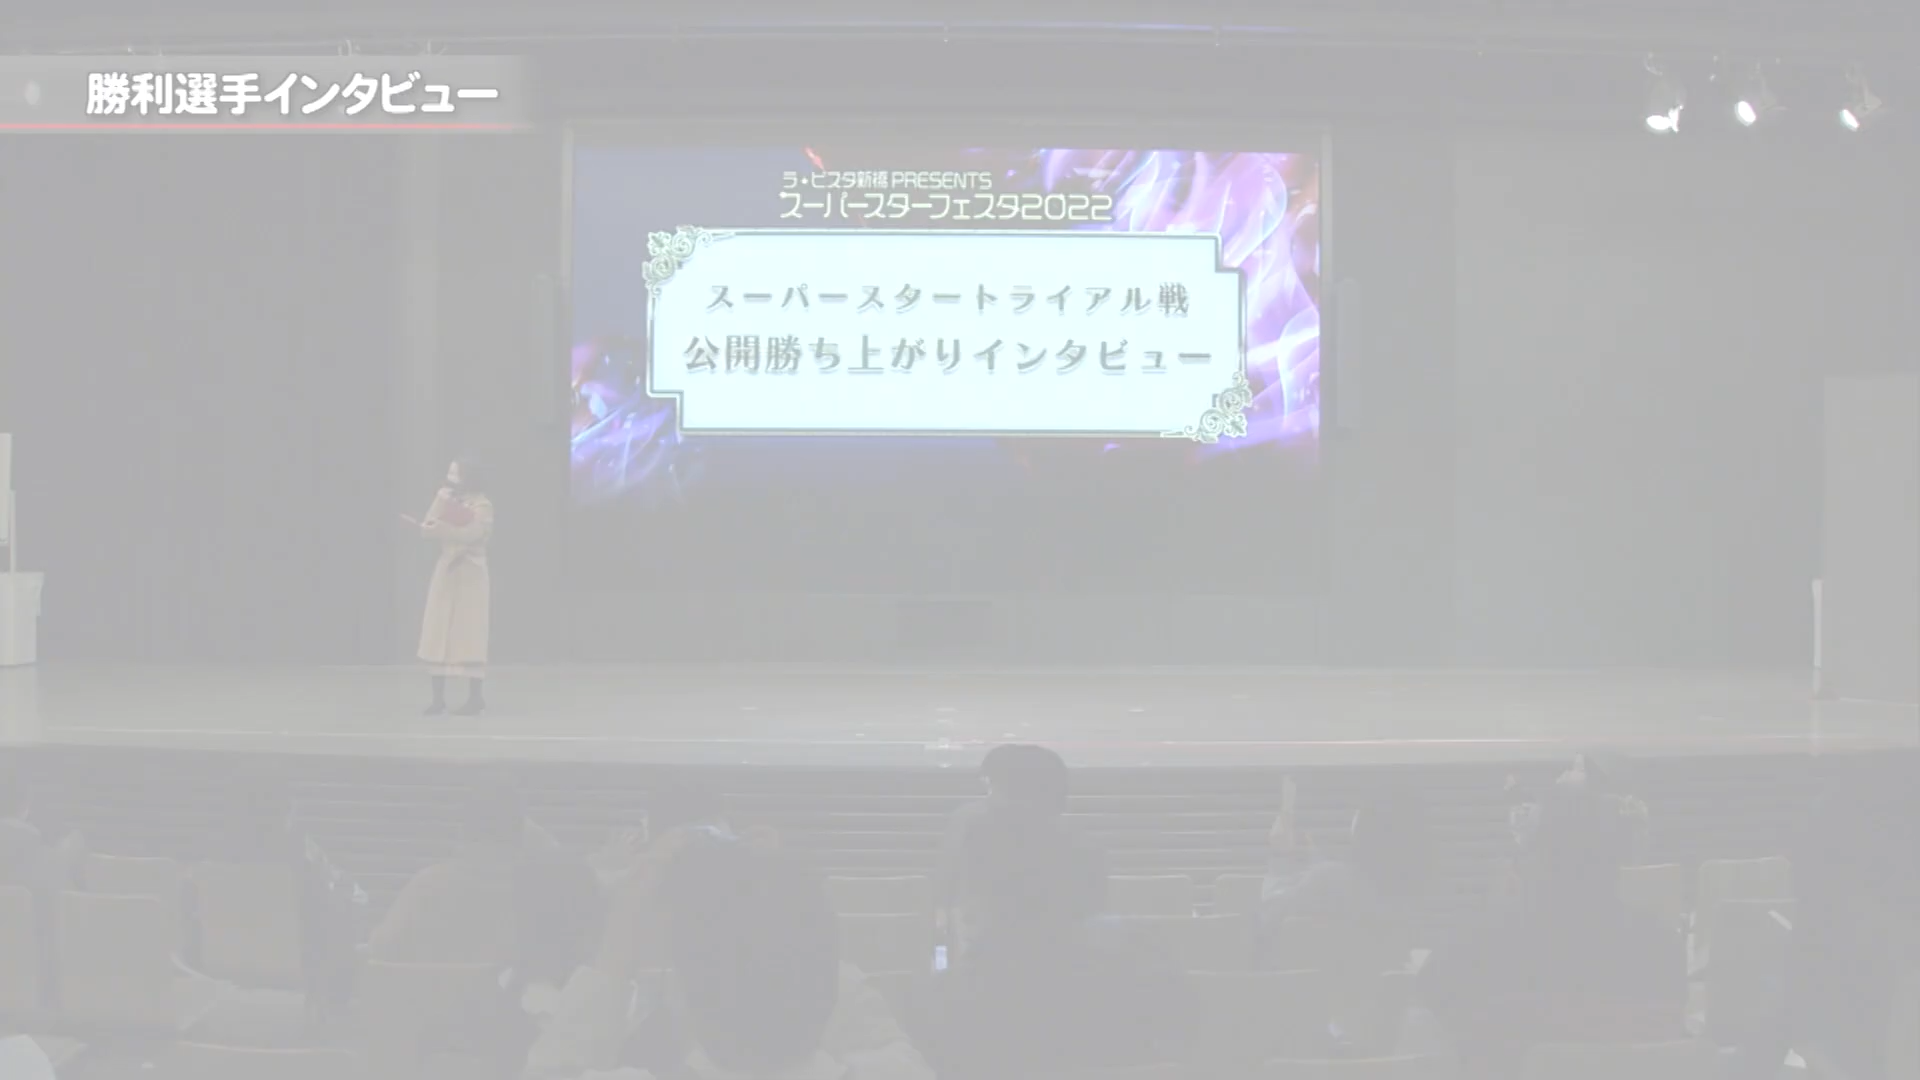 勝利選手インタビュー
ラ・ピスタ新橋 PRESENTS
スーパースターフェスタ2022
スーパースタートライアル戦
公開勝ち上がりインタビュー